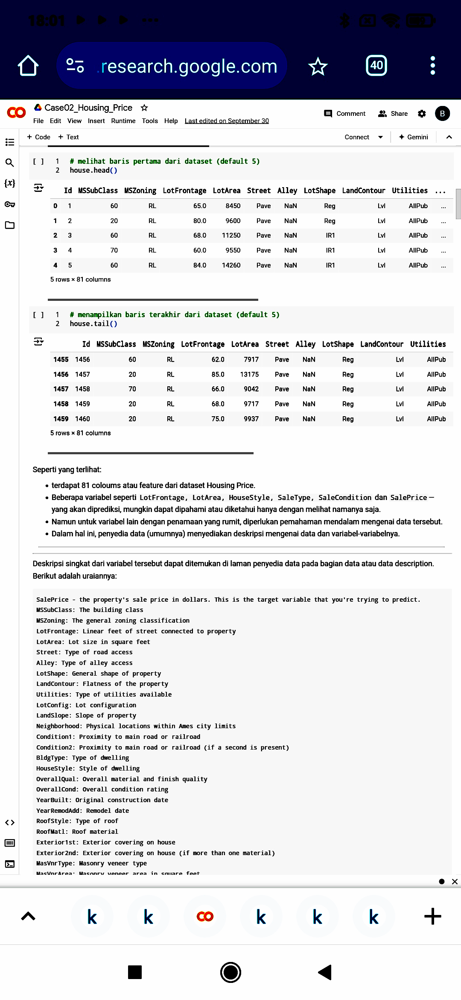 18:01
.research.google.com
40
Case02_Housing_Price
Comment Share B
File Edit View Insert Runtime Tools Help Last edited on September 30
+ Code + Text Connect Gemini
[ ] 1 # melihat baris pertama dari dataset (default 5)
2 house.head()
Id MSSubClass MSZoning LotFrontage LotArea Street Alley LotShape LandContour Utilities ...
0 1 60 RL 65.0 8450 Pave NaN Reg Lvl AllPub ...
1 2 20 RL 80.0 9600 Pave NaN Reg Lvl AllPub ...
2 3 60 RL 68.0 11250 Pave NaN IR1 Lvl AllPub ...
3 4 70 RL 60.0 9550 Pave NaN IR1 Lvl AllPub ...
4 5 60 RL 84.0 14260 Pave NaN IR1 Lvl AllPub ...
5 rows × 81 columns
[ ] 1 # menampilkan baris terakhir dari dataset (default 5)
2 house.tail()
Id MSSubClass MSZoning LotFrontage LotArea Street Alley LotShape LandContour Utilities
1455 1456 60 RL 62.0 7917 Pave NaN Reg Lvl AllPub
1456 1457 20 RL 85.0 13175 Pave NaN Reg Lvl AllPub
1457 1458 70 RL 66.0 9042 Pave NaN Reg Lvl AllPub
1458 1459 20 RL 68.0 9717 Pave NaN Reg Lvl AllPub
1459 1460 20 RL 75.0 9937 Pave NaN Reg Lvl AllPub
5 rows × 81 columns
Seperti yang terlihat:
• terdapat 81 coloums atau feature dari dataset Housing Price.
• Beberapa variabel seperti LotFrontage, LotArea, HouseStyle, SaleType, SaleCondition dan SalePrice —
yang akan diprediksi, mungkin dapat dipahami atau diketahui hanya dengan melihat namanya saja.
• Namun untuk variabel lain dengan penamaan yang rumit, diperlukan pemahaman mendalam mengenai data tersebut.
• Dalam hal ini, penyedia data (umumnya) menyediakan deskripsi mengenai data dan variabel-variabelnya.
Deskripsi singkat dari variabel tersebut dapat ditemukan di laman penyedia data pada bagian data atau data description.
Berikut adalah uraiannya:
SalePrice - the property's sale price in dollars. This is the target variable that you're trying to predict.
MSSubClass: The building class
MSZoning: The general zoning classification
LotFrontage: Linear feet of street connected to property
LotArea: Lot size in square feet
Street: Type of road access
Alley: Type of alley access
LotShape: General shape of property
LandContour: Flatness of the property
Utilities: Type of utilities available
LotConfig: Lot configuration
LandSlope: Slope of property
Neighborhood: Physical locations within Ames city limits
Condition1: Proximity to main road or railroad
Condition2: Proximity to main road or railroad (if a second is present)
BldgType: Type of dwelling
HouseStyle: Style of dwelling
OverallQual: Overall material and finish quality
OverallCond: Overall condition rating
YearBuilt: Original construction date
YearRemodAdd: Remodel date
RoofStyle: Type of roof
RoofMatl: Roof material
Exterior1st: Exterior covering on house
Exterior2nd: Exterior covering on house (if more than one material)
MasVnrType: Masonry veneer type
MasVnrArea: Masonry veneer area in square feet
k k k k k